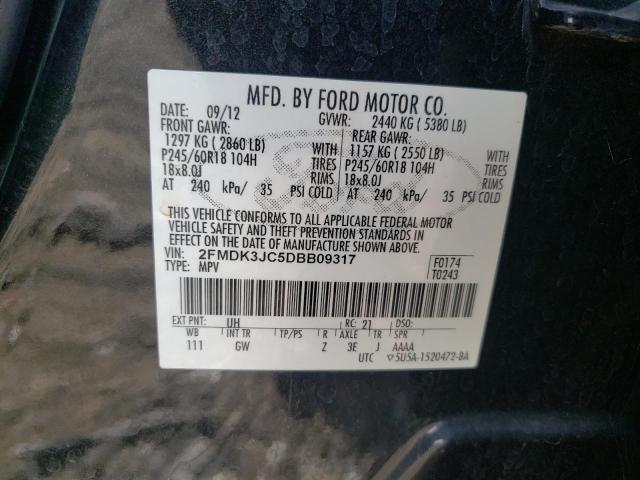 MFD. BY FORD MOTOR CO.
DATE: 09/12 GVWR: 2440 KG ( 5380 LB)
FRONT GAWR: REAR GAWR:
1297 KG ( 2860 LB) WITH 1157 KG ( 2550 LB) WITH
P245/60R18 104H TIRES P245/60R18 104H TIRES
18x8.0J RIMS 18x8.0J RIMS
AT 240 kPa/ 35 PSI COLD AT 240 kPa/ 35 PSI COLD
THIS VEHICLE CONFORMS TO ALL APPLICABLE FEDERAL MOTOR
VEHICLE SAFETY AND BUMPER AND THEFT PREVENTION STANDARDS IN
EFFECT ON THE DATE OF MANUFACTURE SHOWN ABOVE.
VIN: 2FMDK3JC5DBB09317 F0174
TYPE: MPV T0243
EXT PNT: UH RC: 21 DSO:
WB INT TR TP/PS R AXLE TR SPR
111 GW Z 3E J AAAA
UTC ▽5U5A-1520472-BA